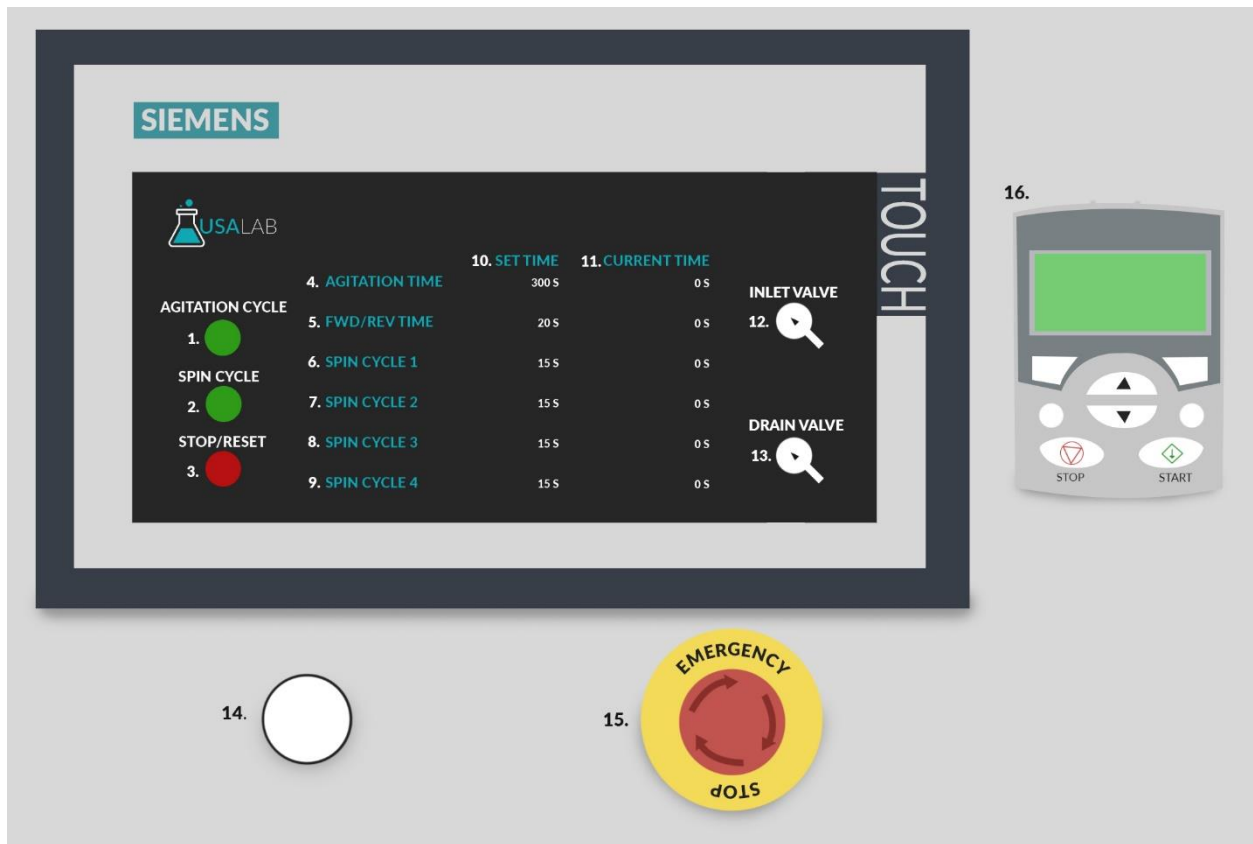 SIEMENS
TOUCH
USALAB
10. SET TIME 11. CURRENT TIME
4. AGITATION TIME 300 S 0 S
5. FWD/REV TIME 20 S 0 S
6. SPIN CYCLE 1 15 S 0 S
7. SPIN CYCLE 2 15 S 0 S
8. SPIN CYCLE 3 15 S 0 S
9. SPIN CYCLE 4 15 S 0 S
AGITATION CYCLE
1.
SPIN CYCLE
2.
STOP/RESET
3.
INLET VALVE
12.
DRAIN VALVE
13.
16.
STOP START
14.
15.
EMERGENCY
STOP